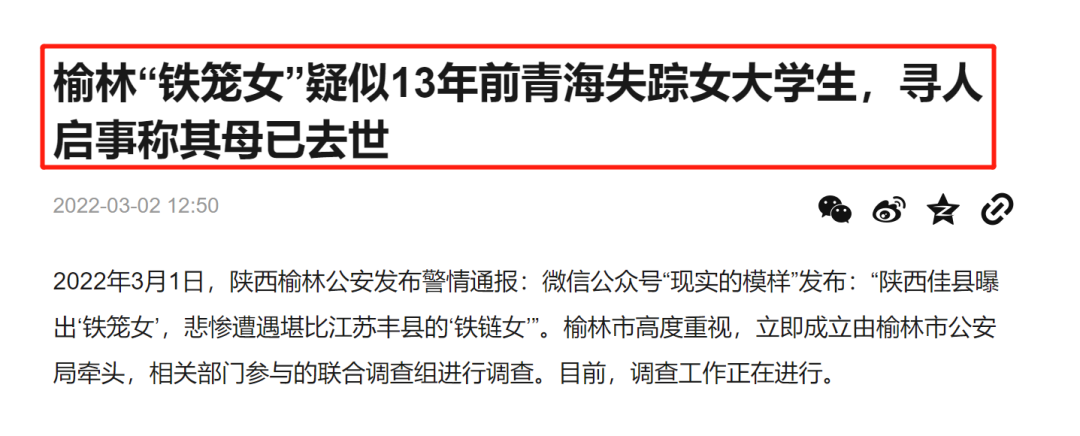 榆林“铁笼女”疑似13年前青海失踪女大学生，寻人
启事称其母已去世
2022-03-02 12:50
2022年3月1日，陕西榆林公安发布警情通报：微信公众号“现实的模样”发布：“陕西佳县曝
出‘铁笼女’，悲惨遭遇堪比江苏丰县的‘铁链女’”。榆林市高度重视，立即成立由榆林市公安
局牵头，相关部门参与的联合调查组进行调查。目前，调查工作正在进行。